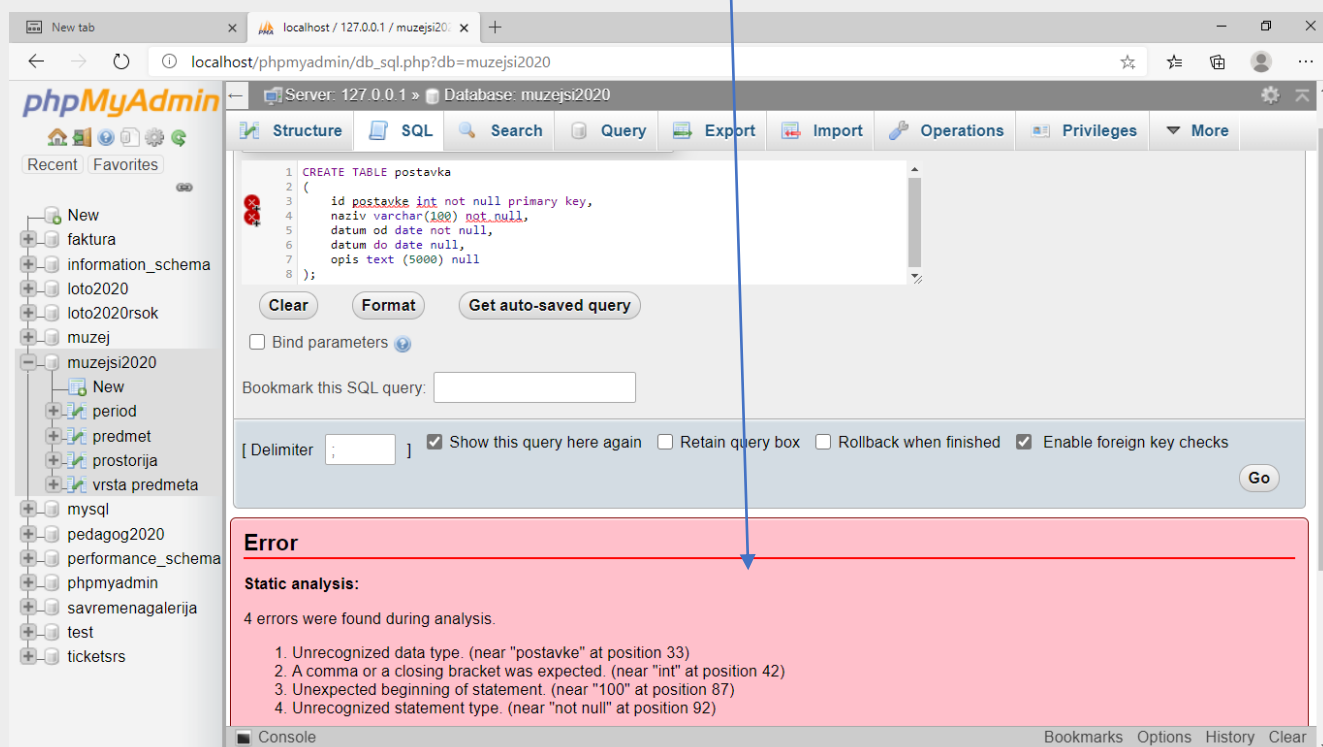 New tab
localhost / 127.0.0.1 / muzejsi202
localhost/phpmyadmin/db_sql.php?db=muzejsi2020
phpMyAdmin
Recent Favorites
New
faktura
information_schema
loto2020
loto2020rsok
muzej
muzejsi2020
New
period
predmet
prostorija
vrsta predmeta
mysql
pedagog2020
performance_schema
phpmyadmin
savremenagalerija
test
ticketsrs
Server: 127.0.0.1 » Database: muzejsi2020
Structure SQL Search Query Export Import Operations Privileges More
1 CREATE TABLE postavka
2 (
3 id postavke int not null primary key,
4 naziv varchar(100) not null,
5 datum od date not null,
6 datum do date null,
7 opis text (5000) null
8 );
Clear Format Get auto-saved query
Bind parameters
Bookmark this SQL query:
[ Delimiter ; ] Show this query here again Retain query box Rollback when finished Enable foreign key checks
Go
Error
Static analysis:
4 errors were found during analysis.
1. Unrecognized data type. (near "postavke" at position 33)
2. A comma or a closing bracket was expected. (near "int" at position 42)
3. Unexpected beginning of statement. (near "100" at position 87)
4. Unrecognized statement type. (near "not null" at position 92)
Console Bookmarks Options History Clear